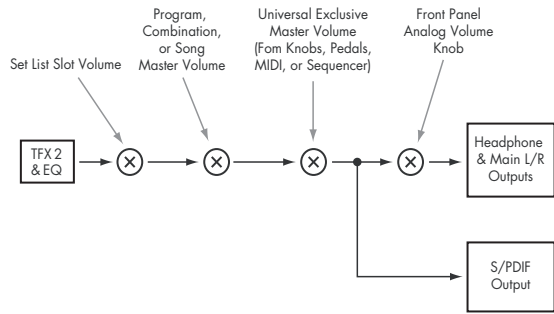 Set List Slot Volume
Program,
Combination,
or Song
Master Volume
Universal Exclusive
Master Volume
(Fom Knobs, Pedals,
MIDI, or Sequencer)
Front Panel
Analog Volume
Knob
TFX 2
& EQ
Headphone
& Main L/R
Outputs
S/PDIF
Output